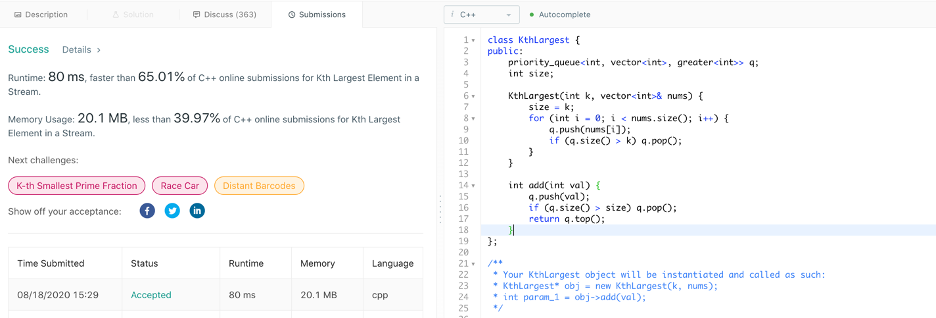 Description
Solution
Discuss (363)
Submissions
Success
Details
Runtime: 80 ms, faster than 65.01% of C++ online submissions for Kth Largest Element in a
Stream.
Memory Usage: 20.1 MB, less than 39.97% of C++ online submissions for Kth Largest
Element in a Stream.
Next challenges:
K-th Smallest Prime Fraction
Race Car
Distant Barcodes
Show off your acceptance:
Time Submitted Status Runtime Memory Language
08/18/2020 15:29 Accepted 80 ms 20.1 MB cpp
i C++
Autocomplete
1 class KthLargest {
2 public:
3 priority_queue<int, vector<int>, greater<int>> q;
4 int size;
5
6 KthLargest(int k, vector<int>& nums) {
7 size = k;
8 for (int i = 0; i < nums.size(); i++) {
9 q.push(nums[i]);
10 if (q.size() > k) q.pop();
11 }
12 }
13
14 int add(int val) {
15 q.push(val);
16 if (q.size() > size) q.pop();
17 return q.top();
18 }
19 };
20
21 /**
22 * Your KthLargest object will be instantiated and called as such:
23 * KthLargest* obj = new KthLargest(k, nums);
24 * int param_1 = obj->add(val);
25 */